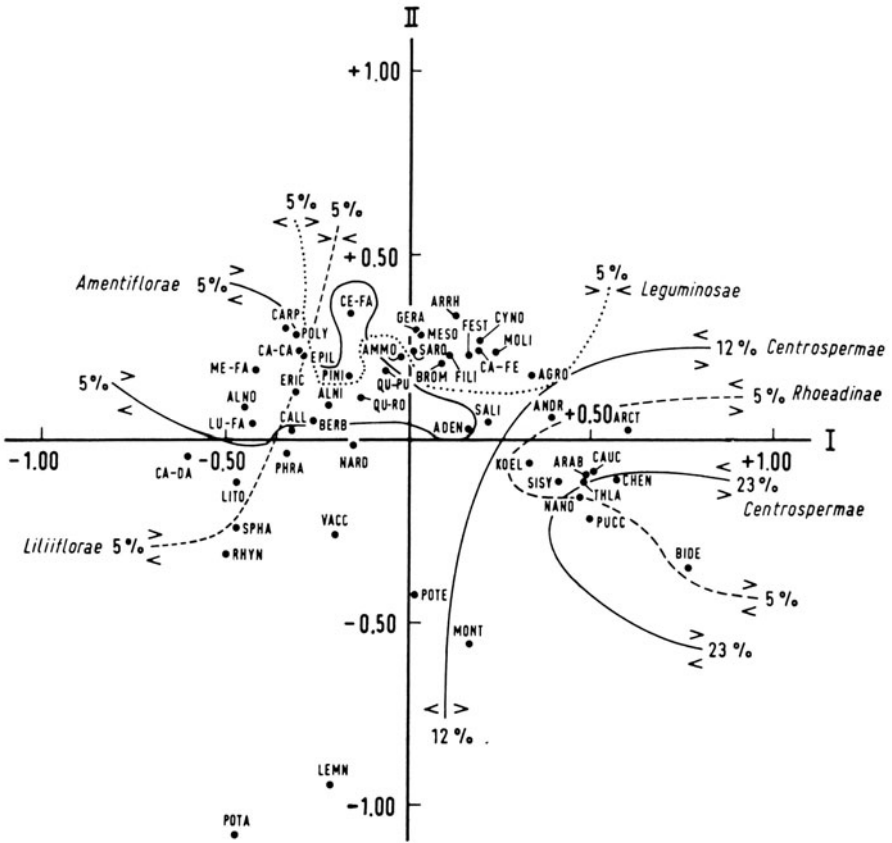 II
+1.00
5%
< >
5%
> <
+0.50
Amentiflorae 5%
>
<
CE-FA
ARRH
5%
> <
Leguminosae
CARP
POLY
GERA
MESO
FEST
CYNO
MOLI
<
>
12% Centrospermae
CA-CA
EPIL
AMMO
SARO
CA-FE
ME-FA
PINI
BROM
FILI
AGRO
5%
>
<
ERIC
QU-PU
<
>
5% Rhoeadinae
ALNO
ALNI
QU-RO
ANDR
+0.50
ARCT
LU-FA
CALL
BERB
SALI
ADEN
I
-1.00
-0.50
+1.00
CA-DA
PHRA
NARD
KOEL
ARAB
CAUC
LITO
SISY
THLA
CHEN
<
>
23%
Centrospermae
NANO
SPHA
VACC
PUCC
Liliiflorae 5%
>
<
RHYN
BIDE
POTE
>
<
5%
-0.50
MONT
>
<
23%
< >
12%
LEMN
-1.00
POTA